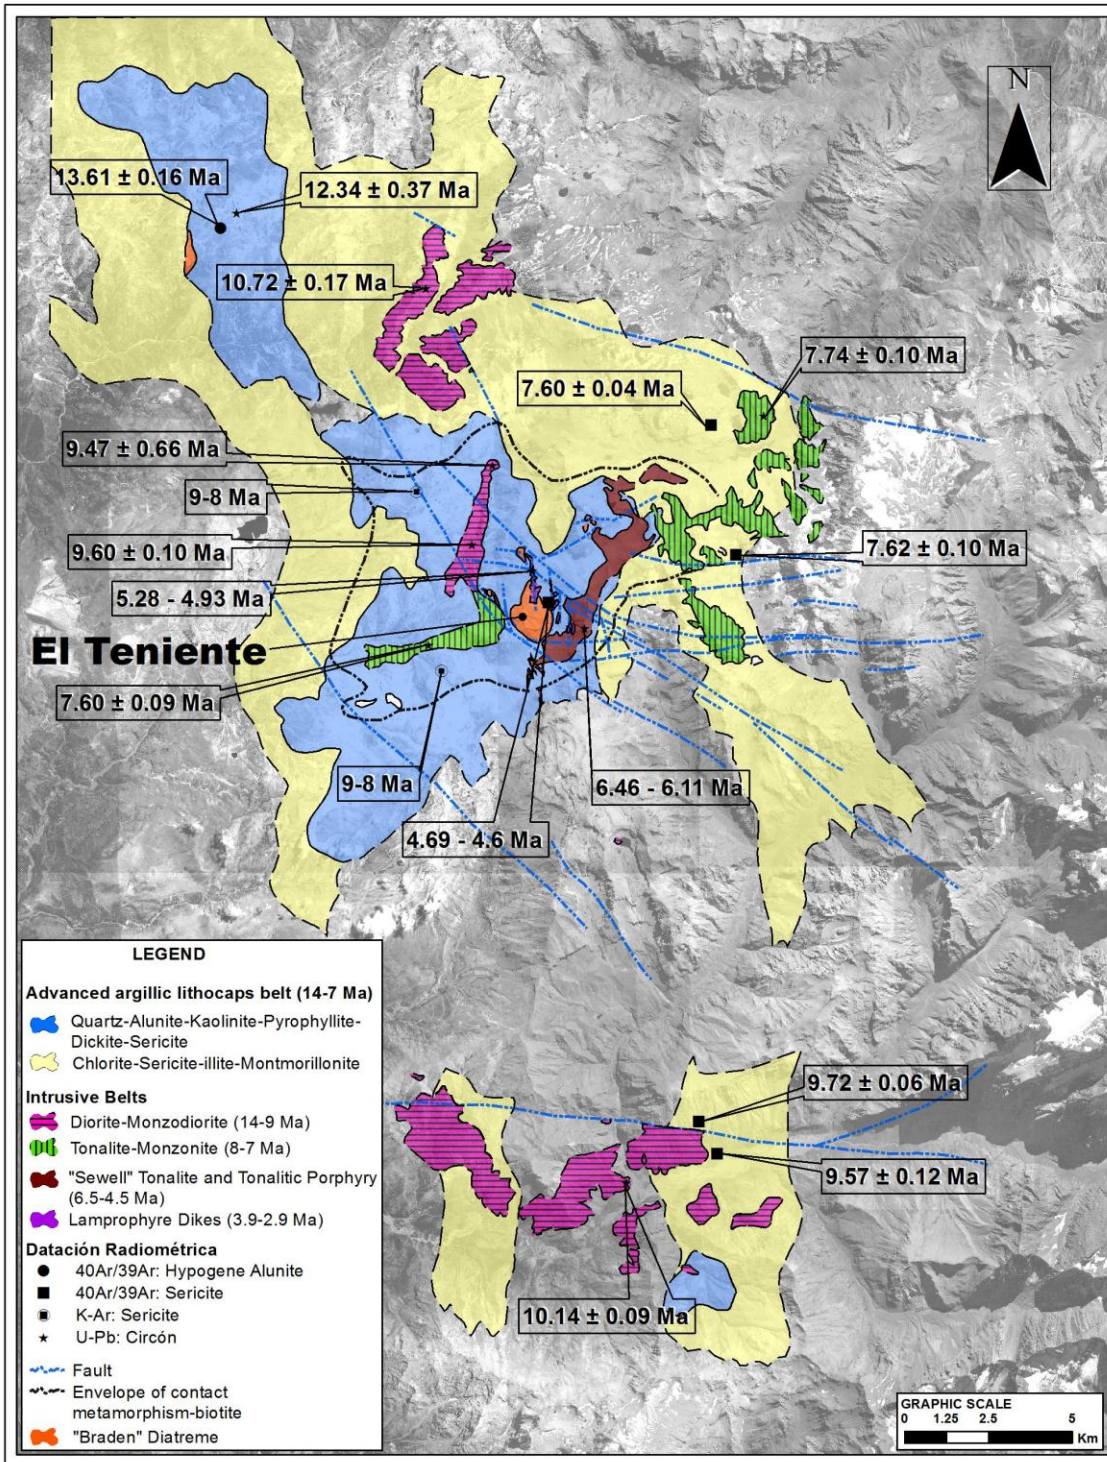 N
13.61 ± 0.16 Ma
12.34 ± 0.37 Ma
10.72 ± 0.17 Ma
7.74 ± 0.10 Ma
7.60 ± 0.04 Ma
9.47 ± 0.66 Ma
9-8 Ma
9.60 ± 0.10 Ma
7.62 ± 0.10 Ma
5.28 - 4.93 Ma
El Teniente
7.60 ± 0.09 Ma
9-8 Ma
6.46 - 6.11 Ma
4.69 - 4.6 Ma
9.72 ± 0.06 Ma
9.57 ± 0.12 Ma
10.14 ± 0.09 Ma
LEGEND
Advanced argillic lithocaps belt (14-7 Ma)
Quartz-Alunite-Kaolinite-Pyrophyllite-
Dickite-Sericite
Chlorite-Sericite-illite-Montmorillonite
Intrusive Belts
Diorite-Monzodiorite (14-9 Ma)
Tonalite-Monzonite (8-7 Ma)
"Sewell" Tonalite and Tonalitic Porphyry
(6.5-4.5 Ma)
Lamprophyre Dikes (3.9-2.9 Ma)
Datación Radiométrica
40Ar/39Ar: Hypogene Alunite
40Ar/39Ar: Sericite
K-Ar: Sericite
U-Pb: Circón
Fault
Envelope of contact
metamorphism-biotite
"Braden" Diatreme
GRAPHIC SCALE
0 1.25 2.5 5
Km